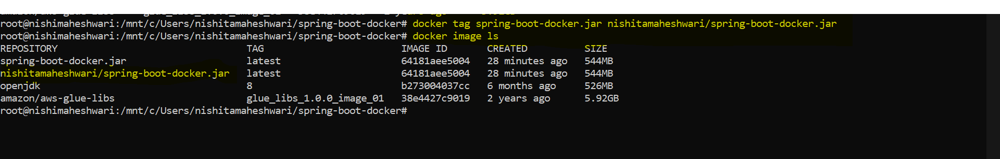 root@nishimaheshwari:/mnt/c/Users/nishitamaheshwari/spring-boot-docker# docker tag spring-boot-docker.jar nishitamaheshwari/spring-boot-docker.jar
root@nishimaheshwari:/mnt/c/Users/nishitamaheshwari/spring-boot-docker# docker image ls
REPOSITORY TAG IMAGE ID CREATED SIZE
spring-boot-docker.jar latest 64181aee5004 28 minutes ago 544MB
nishitamaheshwari/spring-boot-docker.jar latest 64181aee5004 28 minutes ago 544MB
openjdk 8 b273004037cc 6 months ago 526MB
amazon/aws-glue-libs glue_libs_1.0.0_image_01 38e4427c9019 2 years ago 5.92GB
root@nishimaheshwari:/mnt/c/Users/nishitamaheshwari/spring-boot-docker#